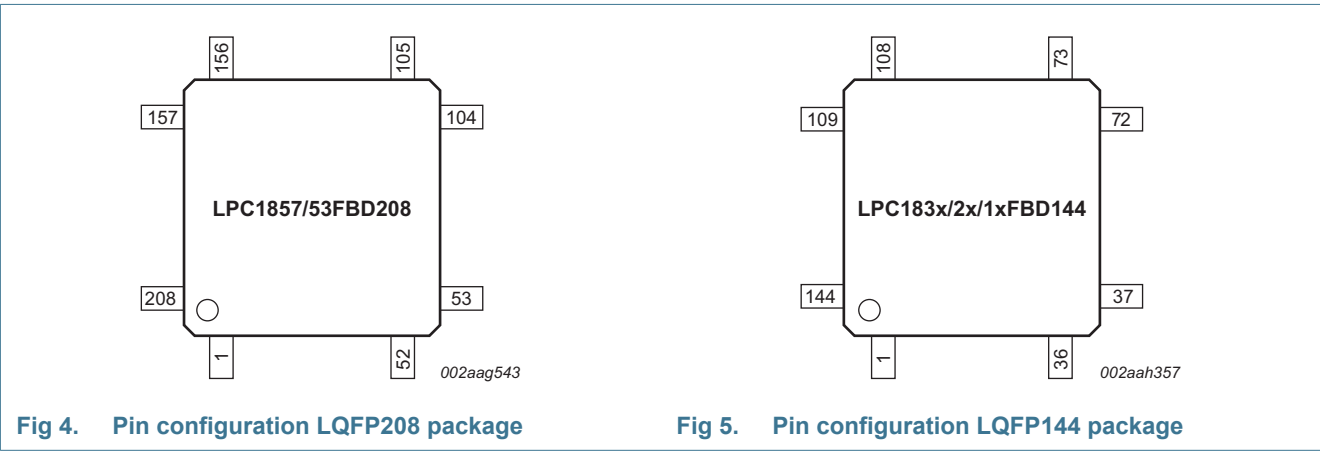 156
105
157
104
LPC1857/53FBD208
208
53
1
52
002aag543
Fig 4. Pin configuration LQFP208 package
108
73
109
72
LPC183x/2x/1xFBD144
144
37
1
36
002aah357
Fig 5. Pin configuration LQFP144 package